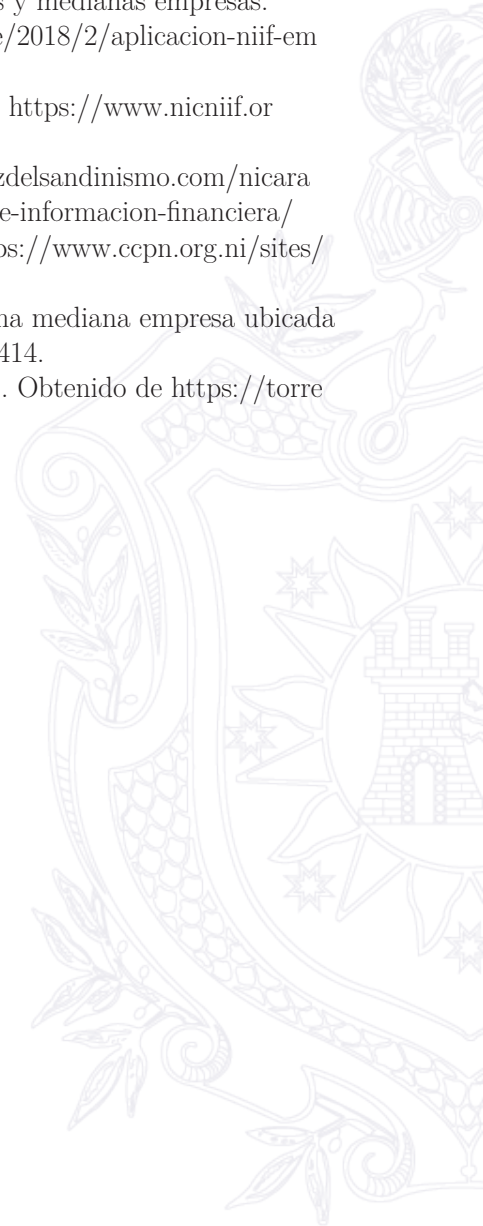 s y medianas empresas.
e/2018/2/aplicacion-niif-em
https://www.nicniif.or
zdelsandinismo.com/nicara
e-informacion-financiera/
ps://www.ccpn.org.ni/sites/
na mediana empresa ubicada
414.
. Obtenido de https://torre